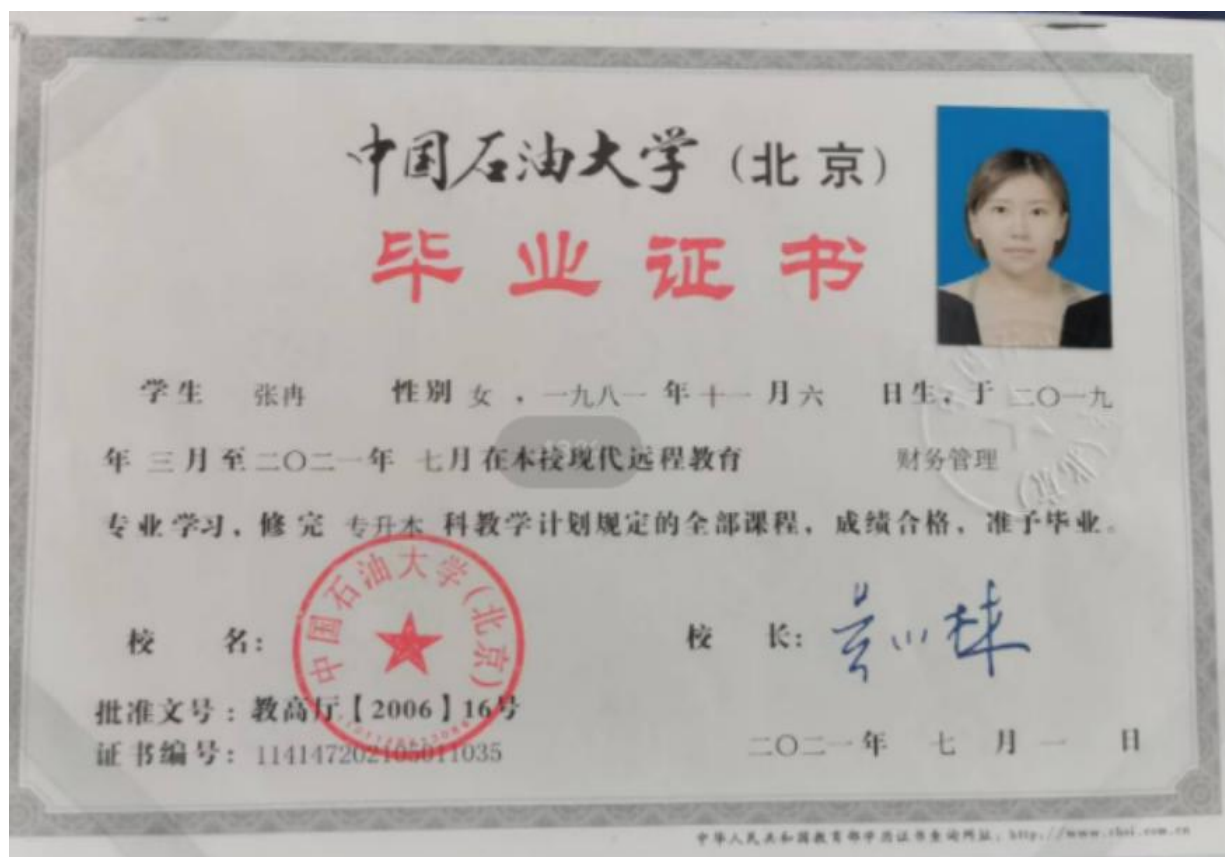 中国石油大学（北京）
毕业证书
学生 张冉 性别 女，一九八一 年 十一 月 六 日生，于 二〇一九
年 三 月至 二〇二一年 七月在本校现代远程教育 财务管理
专业学习，修完 专升本 科教学计划规定的全部课程，成绩合格，准予毕业。
中国石油大学(北京)
校 名：
校 长：
批准文号：教高厅【2006】16号
证书编号：114147202105011035
二〇二一 年 七 月 一 日
中华人民共和国教育部学历证书查询网址：http://www.chsi.com.cn